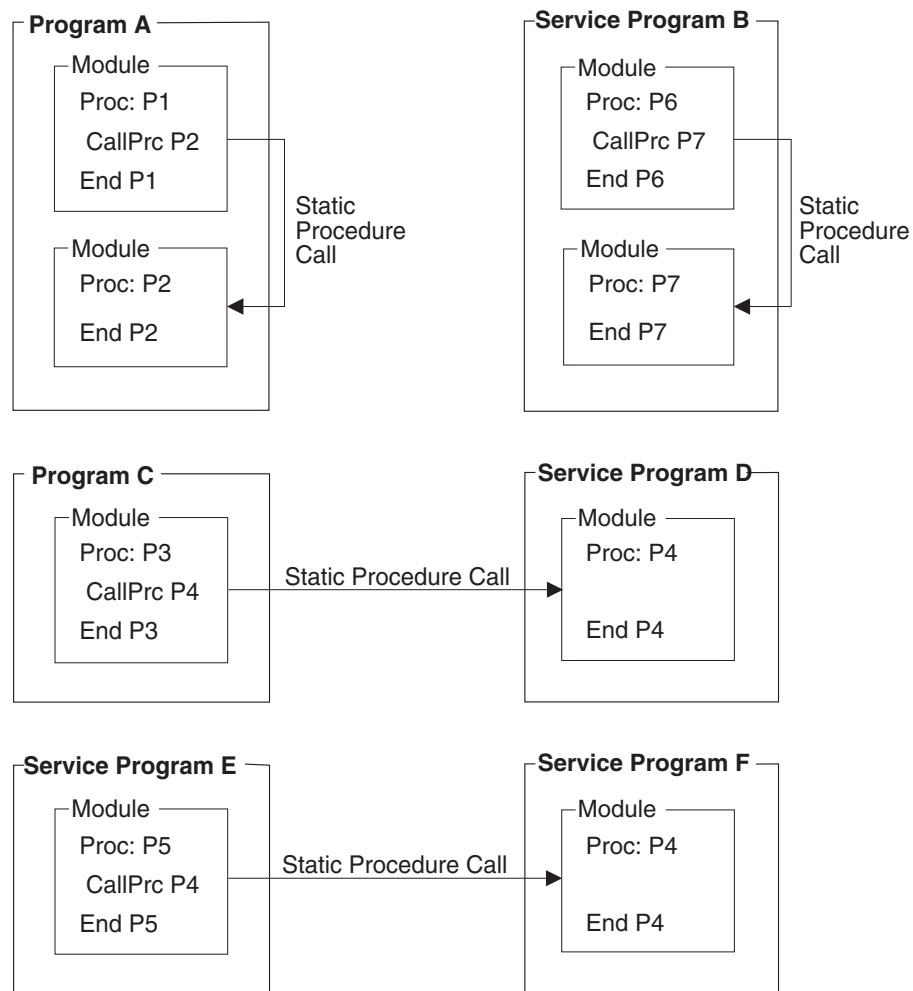 Program A
Module
Proc: P1
CallPrc P2
End P1
Static
Procedure
Call
Module
Proc: P2
End P2
Service Program B
Module
Proc: P6
CallPrc P7
End P6
Static
Procedure
Call
Module
Proc: P7
End P7
Program C
Module
Proc: P3
CallPrc P4
End P3
Static Procedure Call
Service Program D
Module
Proc: P4
End P4
Service Program E
Module
Proc: P5
CallPrc P4
End P5
Static Procedure Call
Service Program F
Module
Proc: P4
End P4